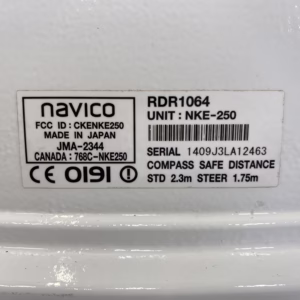 navico
FCC ID : CKENKE250
MADE IN JAPAN
JMA-2344
CANADA : 768C-NKE250
CE 0191 !
RDR1064
UNIT : NKE-250
SERIAL 1409J3LA12463
COMPASS SAFE DISTANCE
STD 2.3m STEER 1.75m